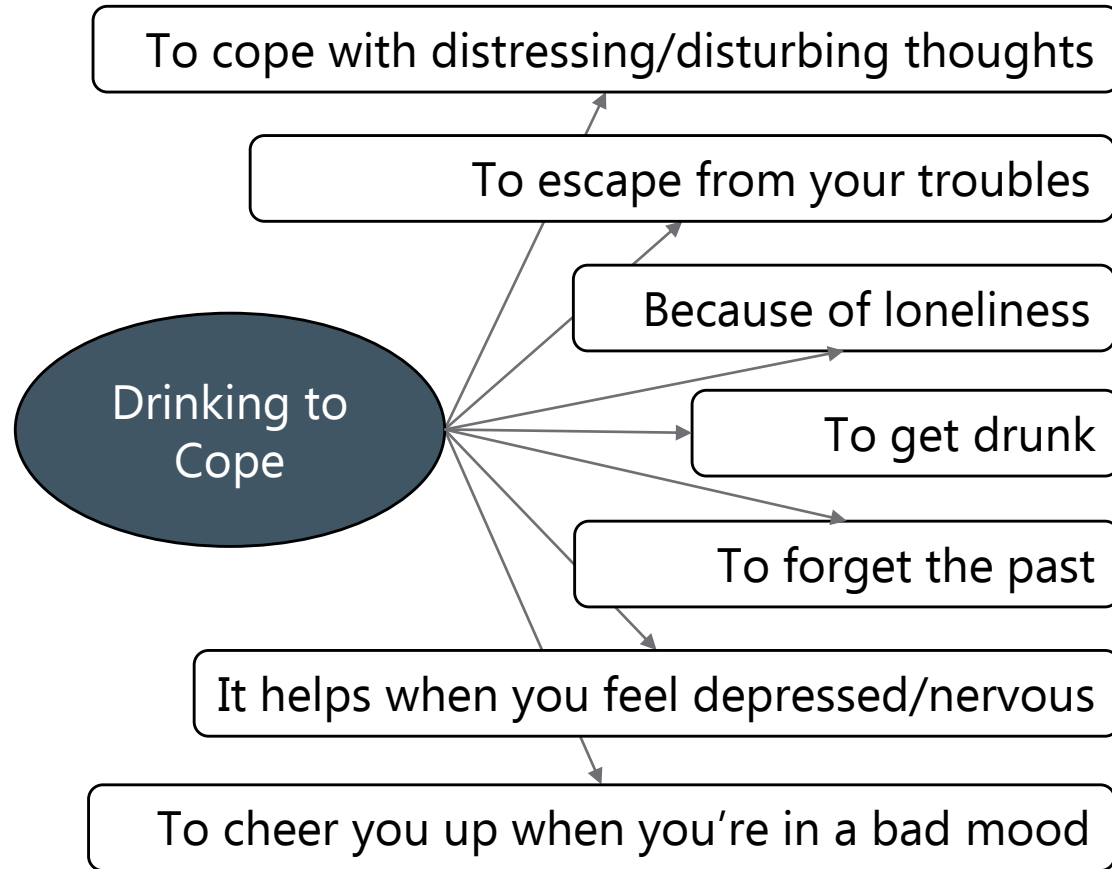 To cope with distressing/disturbing thoughts
To escape from your troubles
Because of loneliness
Drinking to
Cope
To get drunk
To forget the past
It helps when you feel depressed/nervous
To cheer you up when you’re in a bad mood